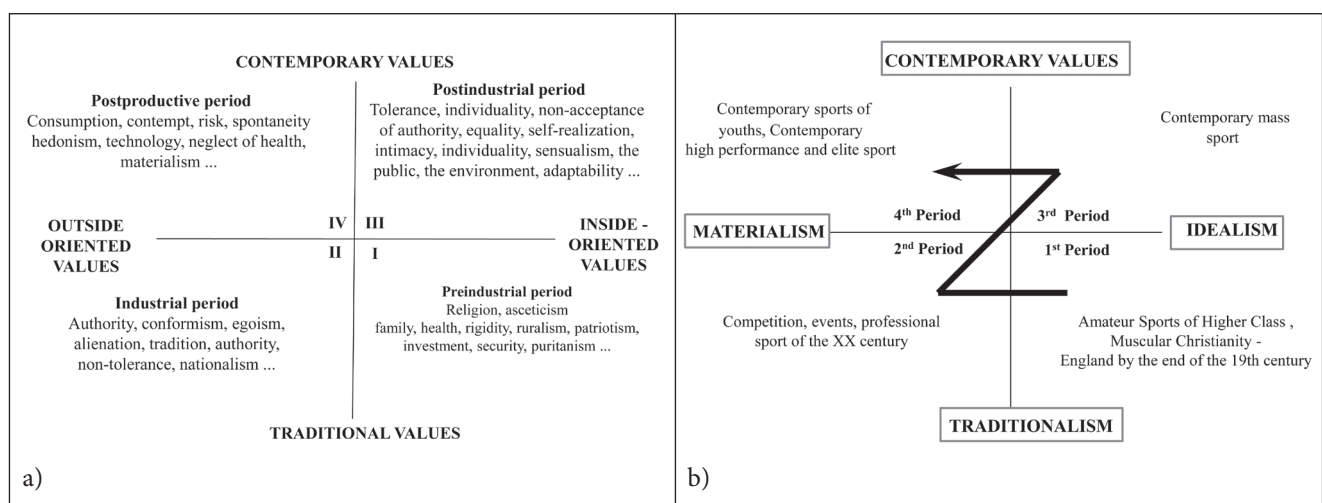 CONTEMPORARY VALUES
Postproductive period
Consumption, contempt, risk, spontaneity
hedonism, technology, neglect of health,
materialism ...
Postindustrial period
Tolerance, individuality, non-acceptance
of authority, equality, self-realization,
intimacy, individuality, sensualism, the
public, the environment, adaptability ...
OUTSIDE
ORIENTED
VALUES
IV
III
II
I
INSIDE -
ORIENTED
VALUES
Industrial period
Authority, conformism, egoism,
alienation, tradition, authority,
non-tolerance, nationalism ...
Preindustrial period
Religion, asceticism
family, health, rigidity, ruralism, patriotism,
investment, security, puritanism ...
TRADITIONAL VALUES
a)
CONTEMPORARY VALUES
Contemporary sports of
youths, Contemporary
high performance and elite sport
Contemporary mass
sport
MATERIALISM
4th Period
3rd Period
2nd Period
1st Period
IDEALISM
Competition, events, professional
sport of the XX century
Amateur Sports of Higher Class ,
Muscular Christianity -
England by the end of the 19th century
TRADITIONALISM
b)